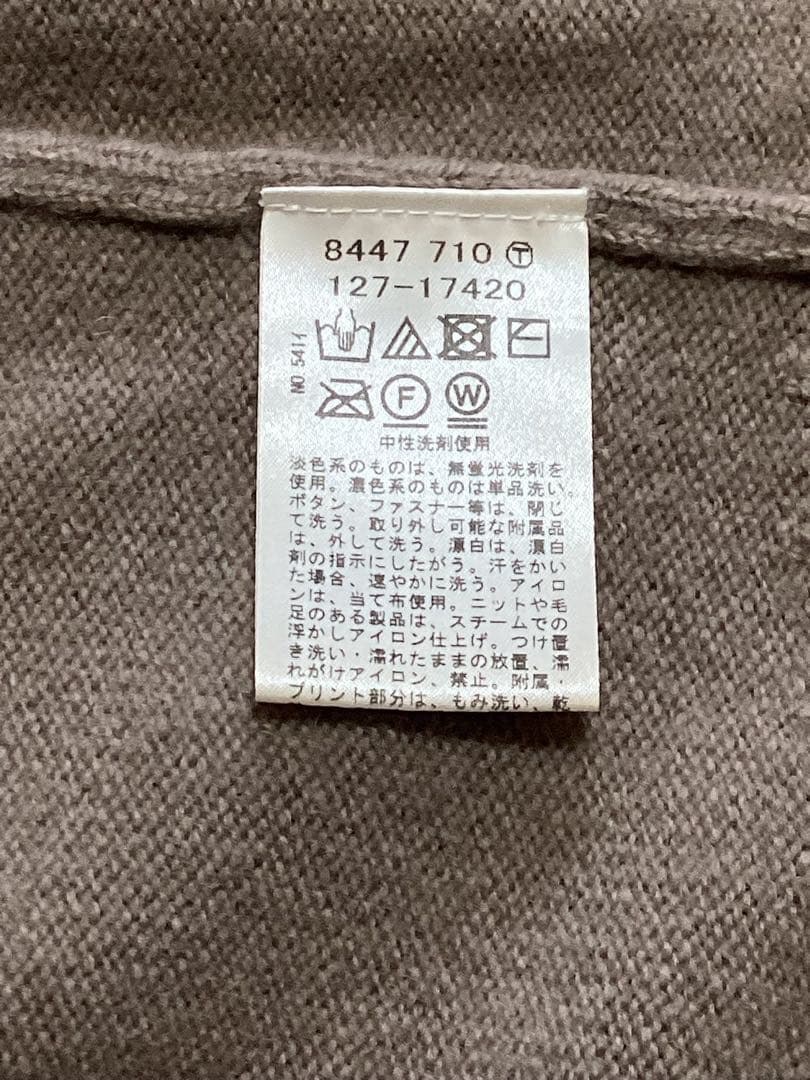 8447 710 Ⓣ
127-17420
NO.541イ
F W
中性洗剤使用
淡色系のものは、無蛍光洗剤を
使用。濃色系のものは単品洗い。
ボタン、ファスナー等は、閉じ
て洗う。取り外し可能な附属品
は、外して洗う。漂白は、漂白
剤の指示にしたがう。汗をかい
た場合、速やかに洗う。アイロ
ンは、当て布使用。ニットや毛
足のある製品は、スチームでの
浮かしアイロン仕上げ。つけ置
き洗い・濡れたままの放置、濡
れがけアイロン、禁止。附属・
プリント部分は、もみ洗い、乾